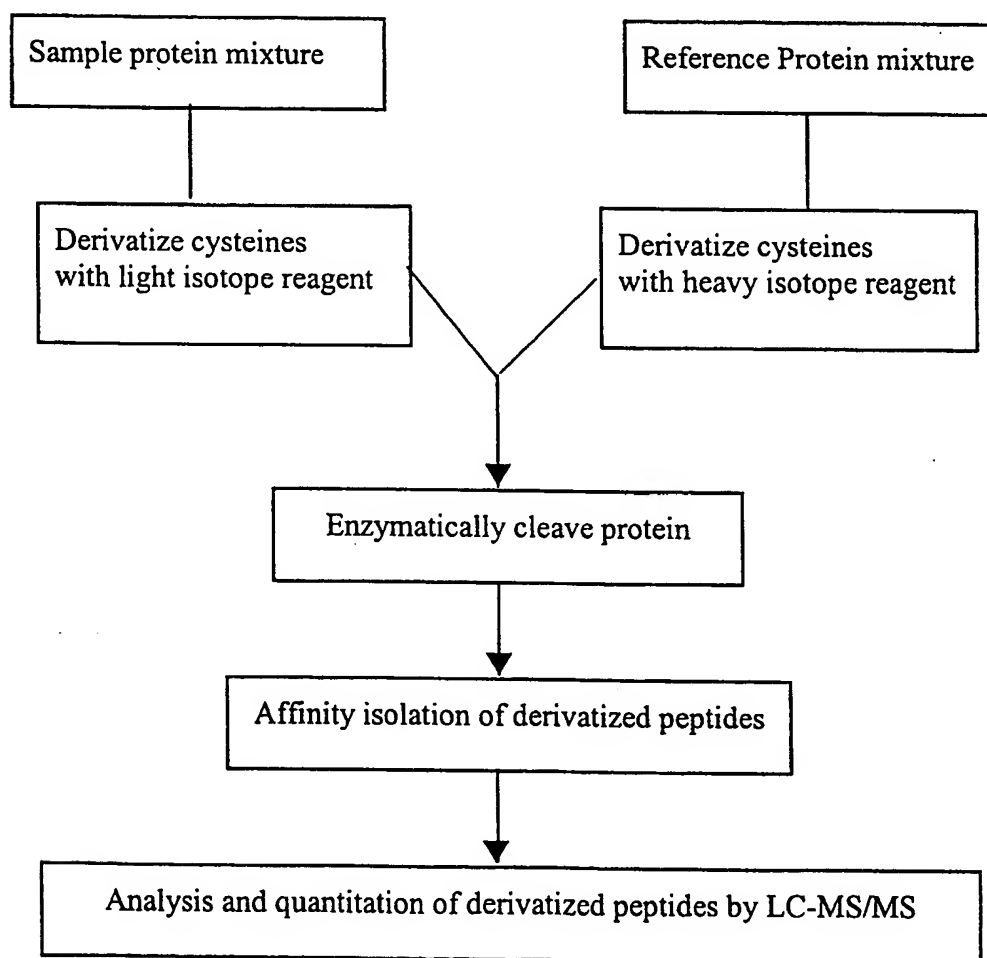 Sample protein mixture
Reference Protein mixture
Derivatize cysteines
with light isotope reagent
Derivatize cysteines
with heavy isotope reagent
Enzymatically cleave protein
Affinity isolation of derivatized peptides
Analysis and quantitation of derivatized peptides by LC-MS/MS